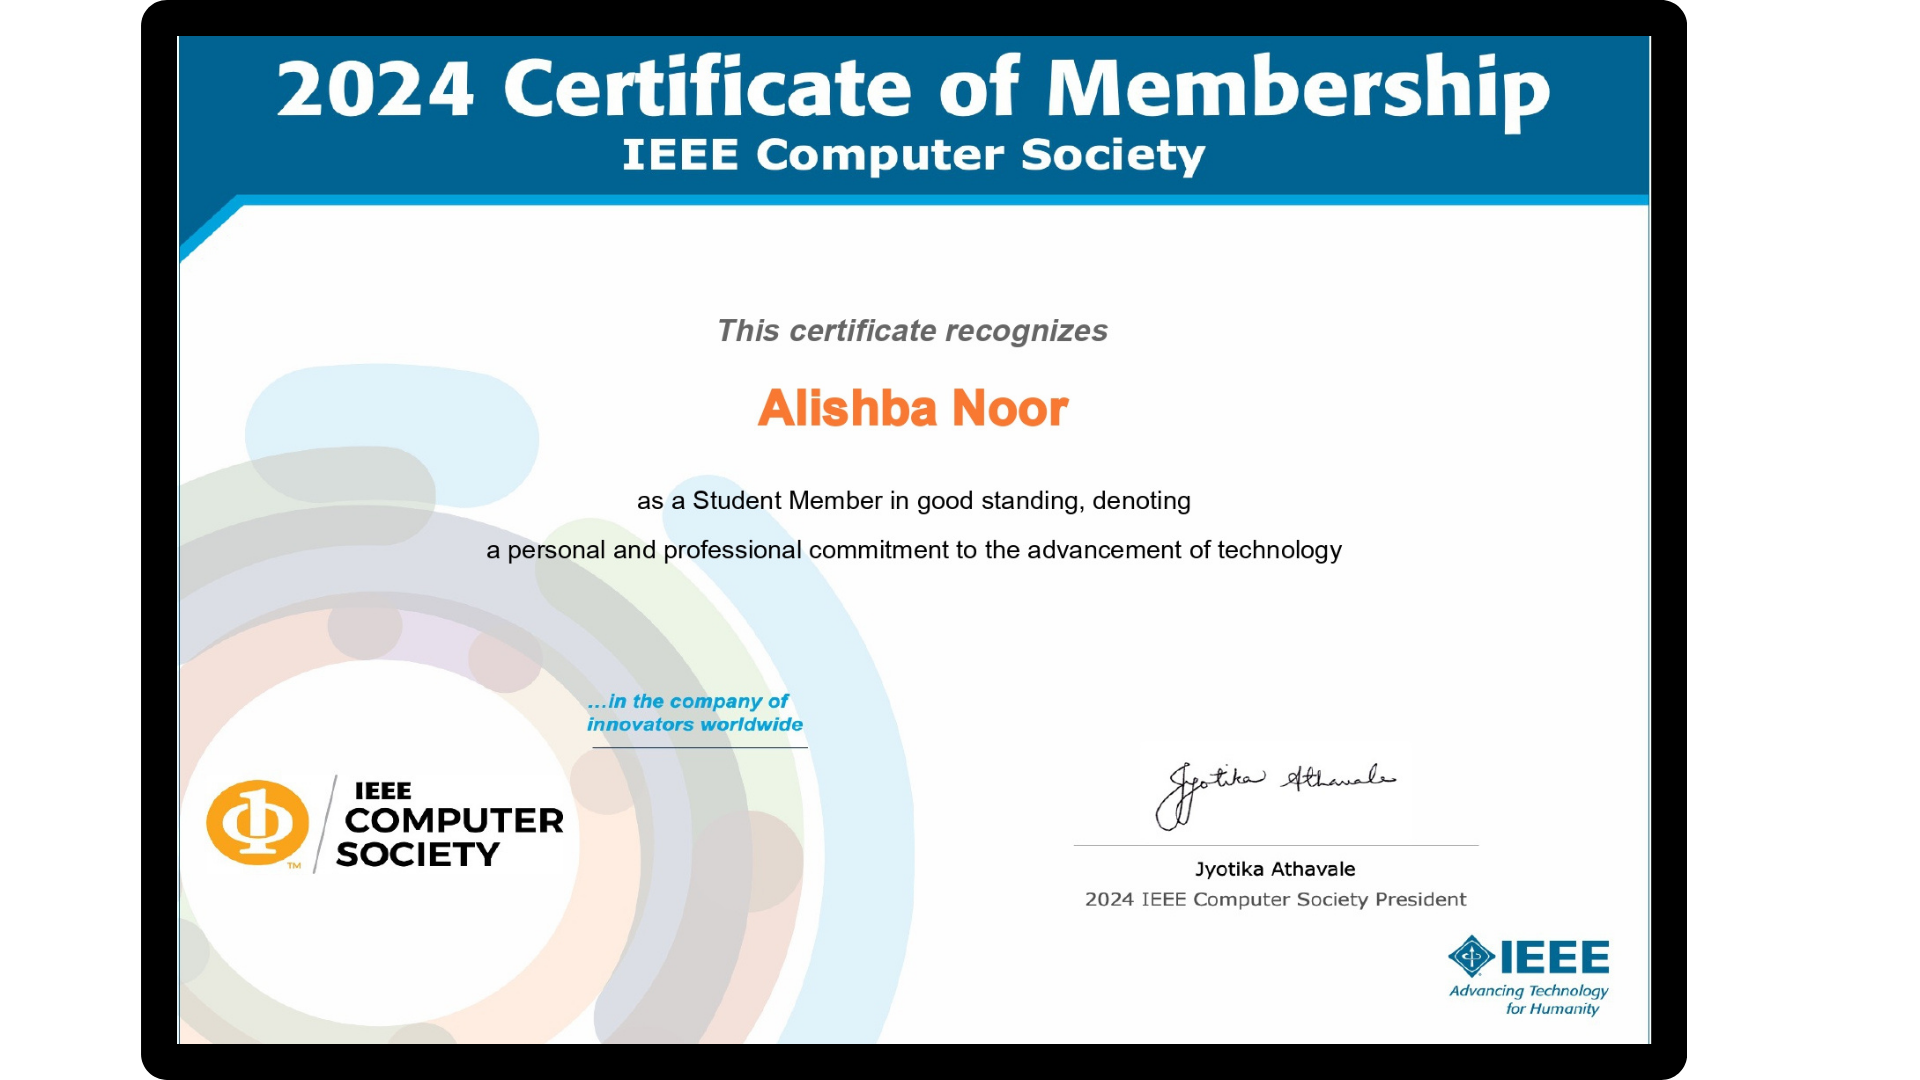 2024 Certificate of Membership
IEEE Computer Society
This certificate recognizes
Alishba Noor
as a Student Member in good standing, denoting
a personal and professional commitment to the advancement of technology
...in the company of
innovators worldwide
IEEE
COMPUTER
SOCIETY
TM
Jyotika Athavale
Jyotika Athavale
2024 IEEE Computer Society President
IEEE
Advancing Technology
for Humanity